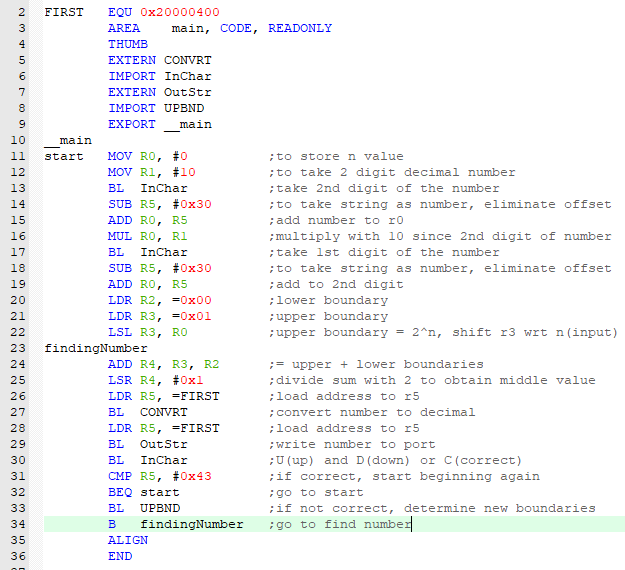 2 FIRST EQU 0x20000400
3 AREA main, CODE, READONLY
4 THUMB
5 EXTERN CONVRT
6 IMPORT InChar
7 EXTERN OutStr
8 IMPORT UPBND
9 EXPORT __main
10 __main
11 start MOV R0, #0 ;to store n value
12 MOV R1, #10 ;to take 2 digit decimal number
13 BL InChar ;take 2nd digit of the number
14 SUB R5, #0x30 ;to take string as number, eliminate offset
15 ADD R0, R5 ;add number to r0
16 MUL R0, R1 ;multiply with 10 since 2nd digit of number
17 BL InChar ;take 1st digit of the number
18 SUB R5, #0x30 ;to take string as number, eliminate offset
19 ADD R0, R5 ;add to 2nd digit
20 LDR R2, =0x00 ;lower boundary
21 LDR R3, =0x01 ;upper boundary
22 LSL R3, R0 ;upper boundary = 2^n, shift r3 wrt n(input)
23 findingNumber
24 ADD R4, R3, R2 ;= upper + lower boundaries
25 LSR R4, #0x1 ;divide sum with 2 to obtain middle value
26 LDR R5, =FIRST ;load address to r5
27 BL CONVRT ;convert number to decimal
28 LDR R5, =FIRST ;load address to r5
29 BL OutStr ;write number to port
30 BL InChar ;U(up) and D(down) or C(correct)
31 CMP R5, #0x43 ;if correct, start beginning again
32 BEQ start ;go to start
33 BL UPBND ;if not correct, determine new boundaries
34 B findingNumber ;go to find number
35 ALIGN
36 END